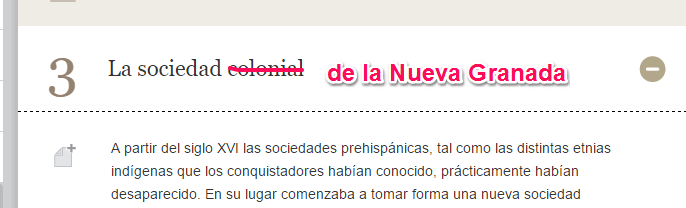 3 La sociedad colonial de la Nueva Granada
A partir del siglo XVI las sociedades prehispánicas, tal como las distintas etnias
indígenas que los conquistadores habían conocido, prácticamente habían
desaparecido. En su lugar comenzaba a tomar forma una nueva sociedad